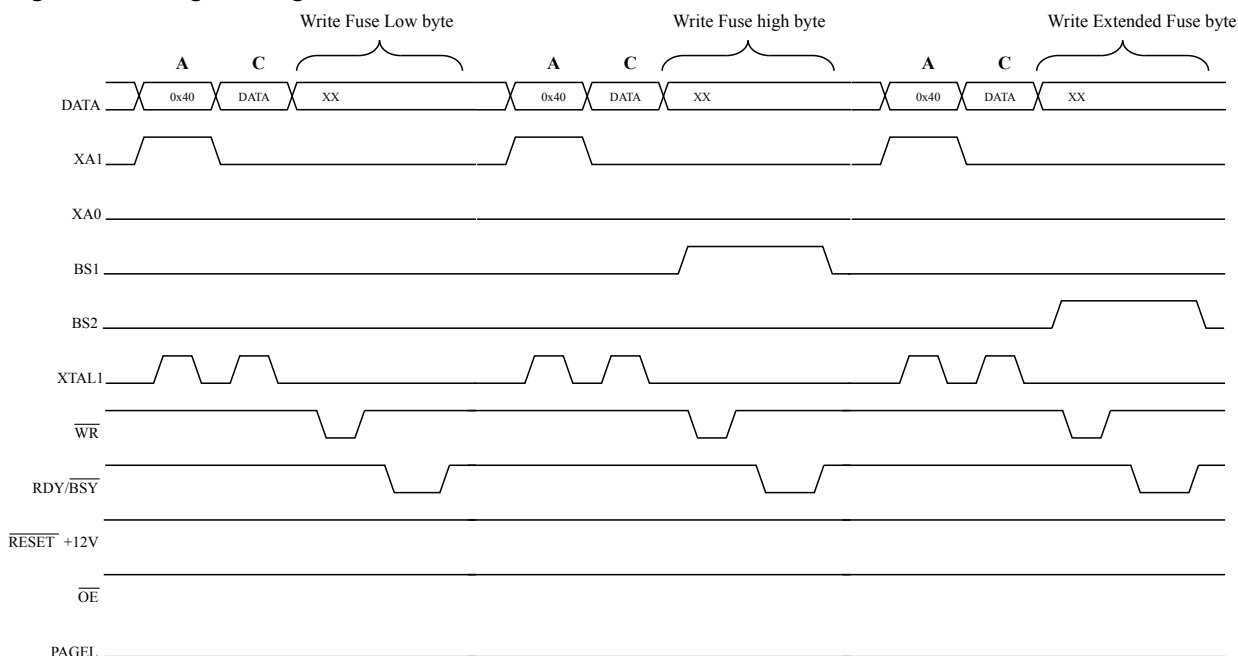 Write Fuse Low byte Write Fuse high byte Write Extended Fuse byte
A C A C A C
DATA 0x40 DATA XX 0x40 DATA XX 0x40 DATA XX
XA1
XA0
BS1
BS2
XTAL1
WR
RDY/BSY
RESET +12V
OE
PAGEL